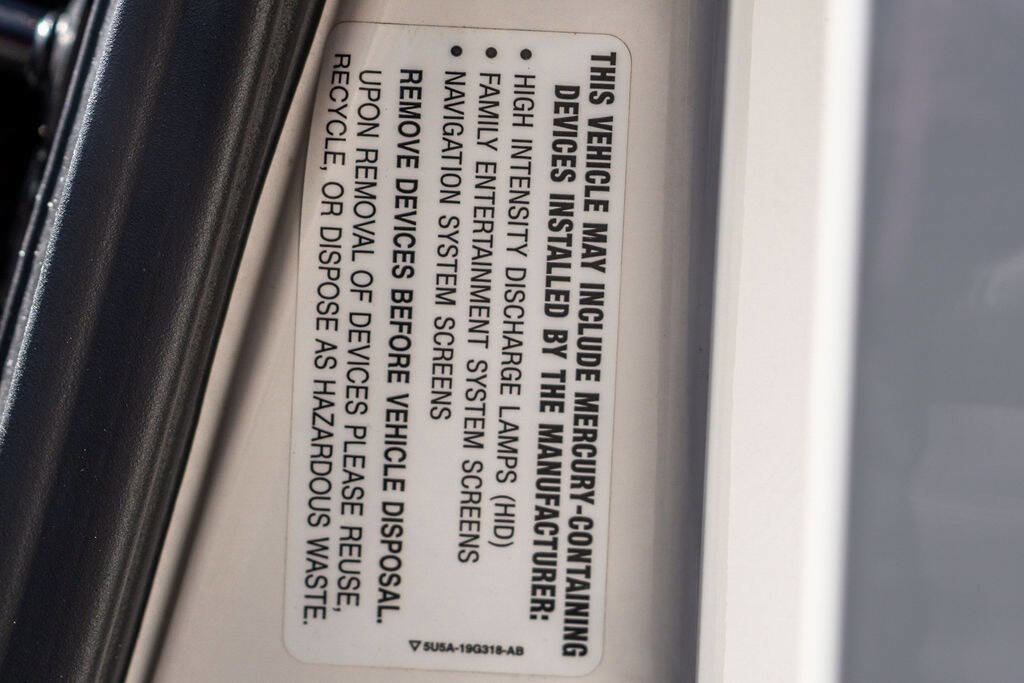 THIS VEHICLE MAY INCLUDE MERCURY-CONTAINING
DEVICES INSTALLED BY THE MANUFACTURER:
• HIGH INTENSITY DISCHARGE LAMPS (HID)
• FAMILY ENTERTAINMENT SYSTEM SCREENS
• NAVIGATION SYSTEM SCREENS
REMOVE DEVICES BEFORE VEHICLE DISPOSAL.
UPON REMOVAL OF DEVICES PLEASE REUSE,
RECYCLE, OR DISPOSE AS HAZARDOUS WASTE.
5U5A-19G318-AB